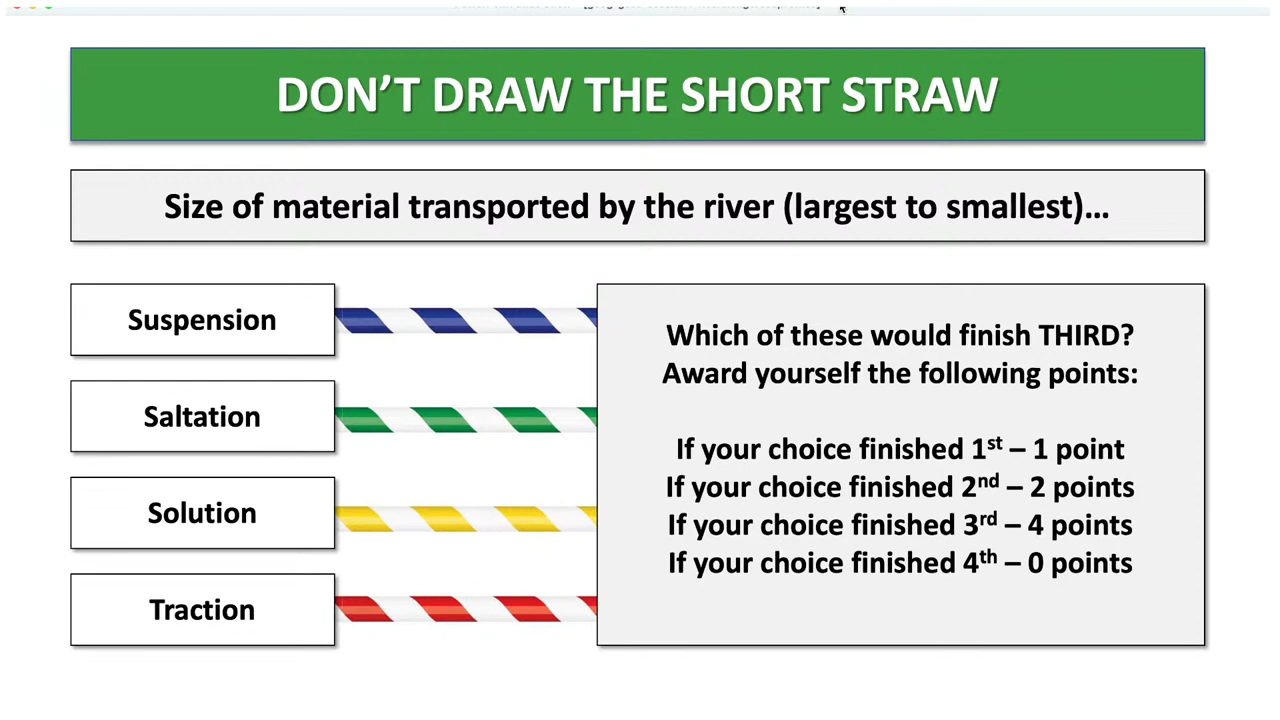 DON'T DRAW THE SHORT STRAW
Size of material transported by the river (largest to smallest)...
Suspension
Saltation
Solution
Traction
Which of these would finish THIRD?
Award yourself the following points:
If your choice finished 1st – 1 point
If your choice finished 2nd – 2 points
If your choice finished 3rd – 4 points
If your choice finished 4th – 0 points